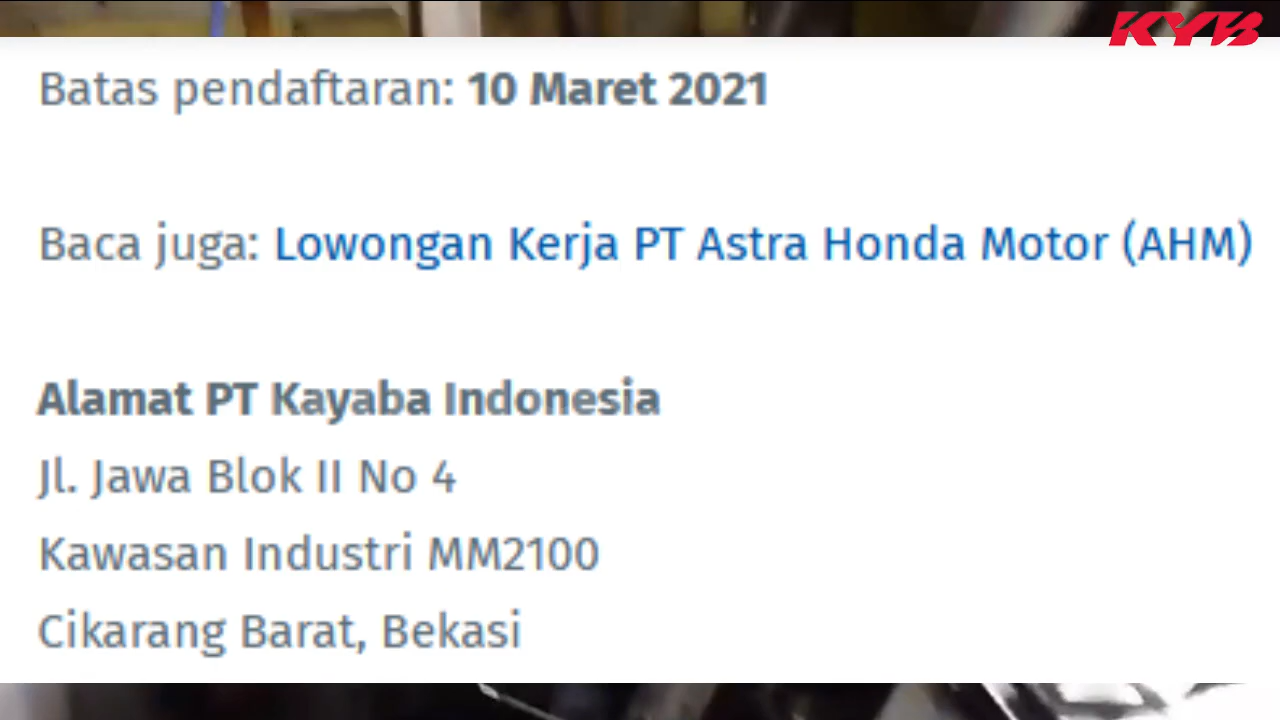 KYB
Batas pendaftaran: 10 Maret 2021
Baca juga: Lowongan Kerja PT Astra Honda Motor (AHM)
Alamat PT Kayaba Indonesia
Jl. Jawa Blok II No 4
Kawasan Industri MM2100
Cikarang Barat, Bekasi